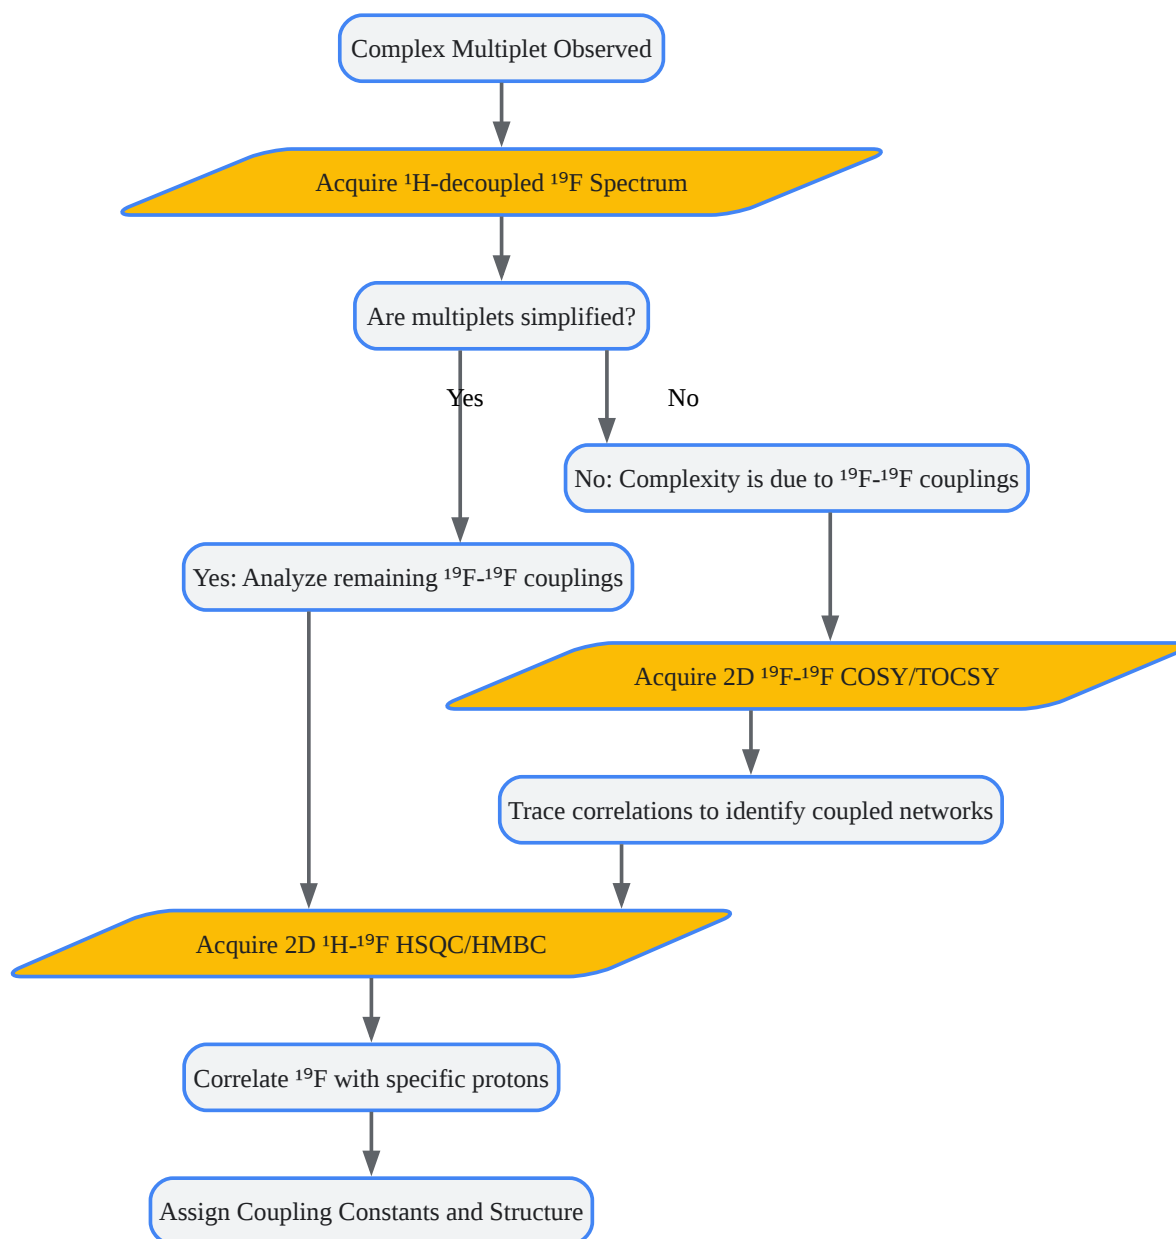 Complex Multiplet Observed
Acquire ¹H-decoupled ¹⁹F Spectrum
Are multiplets simplified?
Yes
No
No: Complexity is due to ¹⁹F-¹⁹F couplings
Yes: Analyze remaining ¹⁹F-¹⁹F couplings
Acquire 2D ¹⁹F-¹⁹F COSY/TOCSY
Trace correlations to identify coupled networks
Acquire 2D ¹H-¹⁹F HSQC/HMBC
Correlate ¹⁹F with specific protons
Assign Coupling Constants and Structure